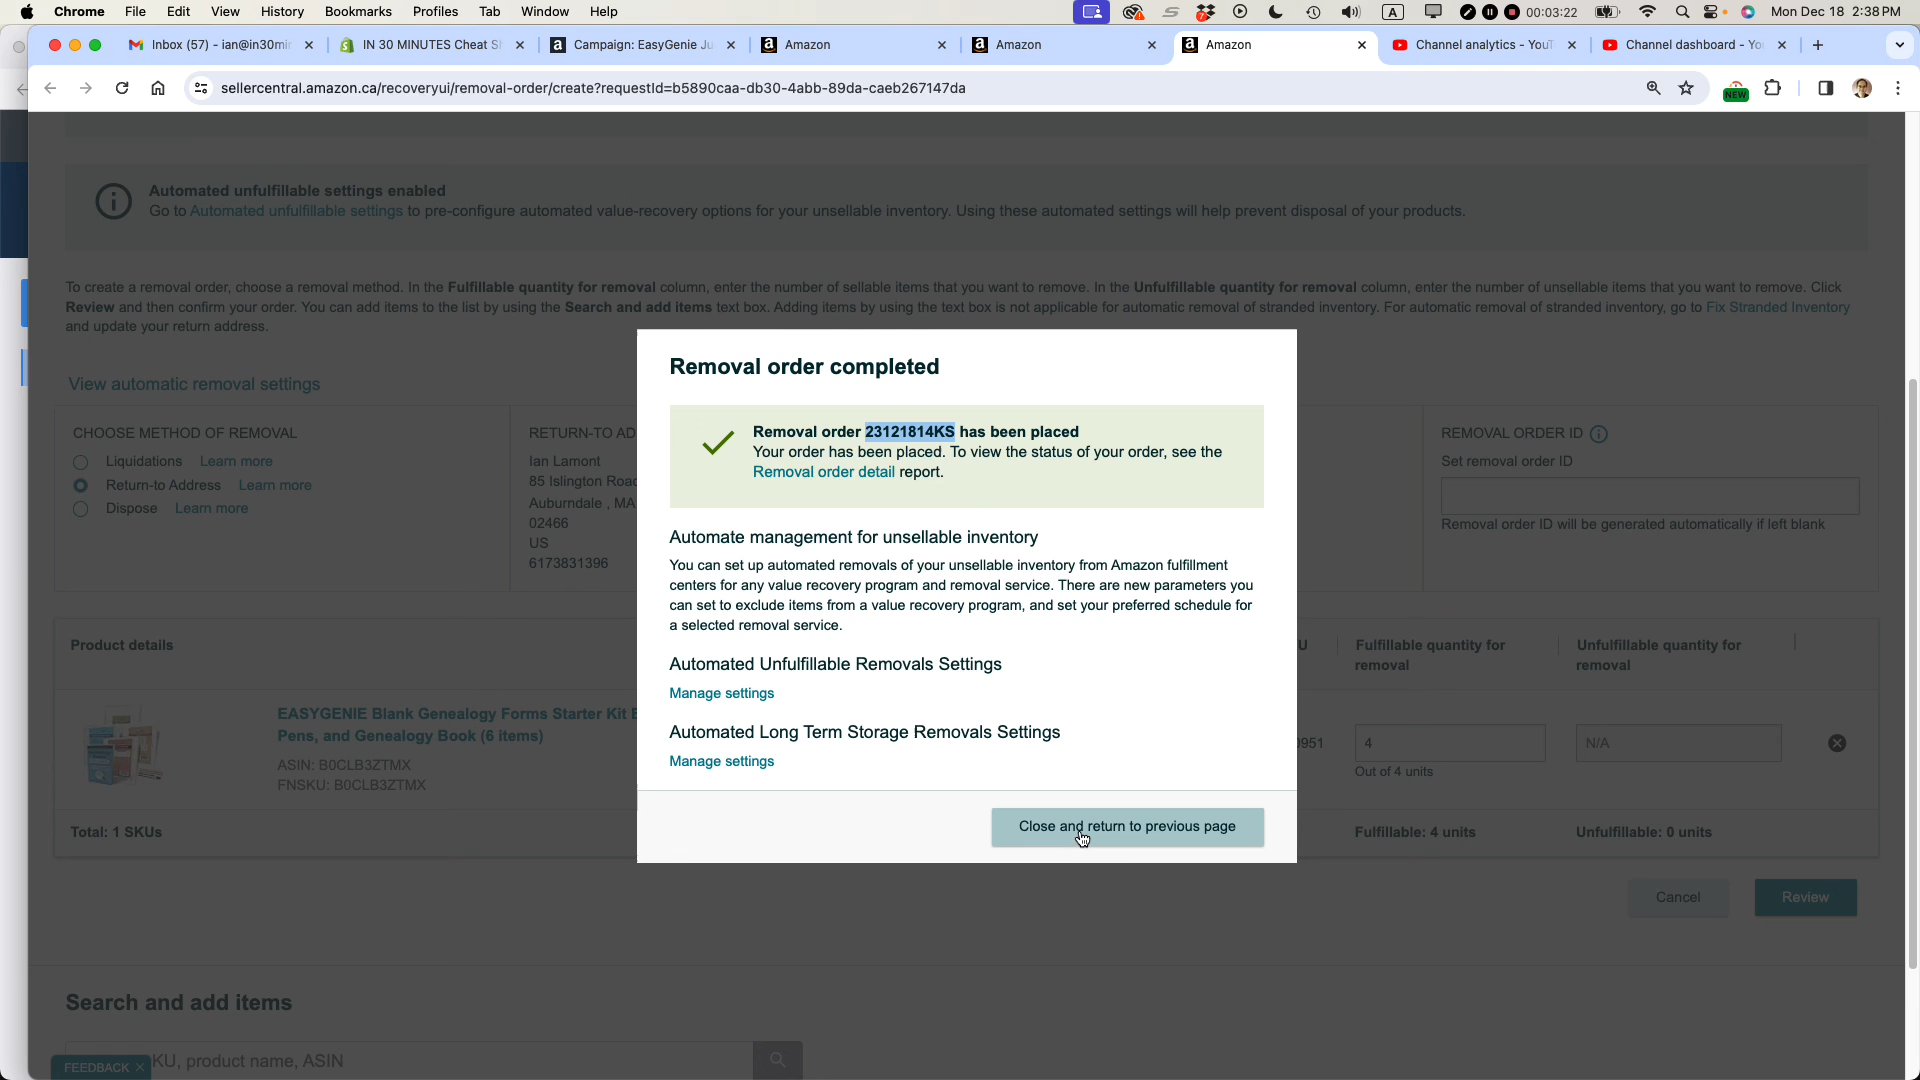 Chrome File Edit View History Bookmarks Profiles Tab Window Help
7 A 00:03:22 Mon Dec 18 2:38 PM
Inbox (57) - ian@in30mi IN 30 MINUTES Cheat S Campaign: EasyGenie Ju Amazon Amazon Amazon Channel analytics - YouT Channel dashboard - Yo
sellercentral.amazon.ca/recoveryui/removal-order/create?requestId=b5890caa-db30-4abb-89da-caeb267147da
NEW
Automated unfulfillable settings enabled
Go to Automated unfulfillable settings to pre-configure automated value-recovery options for your unsellable inventory. Using these automated settings will help prevent disposal of your products.
To create a removal order, choose a removal method. In the Fulfillable quantity for removal column, enter the number of sellable items that you want to remove. In the Unfulfillable quantity for removal column, enter the number of unsellable items that you want to remove. Click
Review and then confirm your order. You can add items to the list by using the Search and add items text box. Adding items by using the text box is not applicable for automatic removal of stranded inventory. For automatic removal of stranded inventory, go to Fix Stranded Inventory
and update your return address.
View automatic removal settings
CHOOSE METHOD OF REMOVAL
Liquidations Learn more
Return-to Address Learn more
Dispose Learn more
RETURN-TO AD
Ian Lamont
85 Islington Road
Auburndale , MA
02466
US
6173831396
REMOVAL ORDER ID
Set removal order ID
Removal order ID will be generated automatically if left blank
Removal order completed
Removal order 23121814KS has been placed
Your order has been placed. To view the status of your order, see the
Removal order detail report.
Automate management for unsellable inventory
You can set up automated removals of your unsellable inventory from Amazon fulfillment
centers for any value recovery program and removal service. There are new parameters you
can set to exclude items from a value recovery program, and set your preferred schedule for
a selected removal service.
Automated Unfulfillable Removals Settings
Manage settings
Automated Long Term Storage Removals Settings
Manage settings
Close and return to previous page
Product details
U
Fulfillable quantity for
removal
Unfulfillable quantity for
removal
EASYGENIE Blank Genealogy Forms Starter Kit
Pens, and Genealogy Book (6 items)
ASIN: B0CLB3ZTMX
FNSKU: B0CLB3ZTMX
0951
4
Out of 4 units
N/A
Total: 1 SKUs
Fulfillable: 4 units
Unfulfillable: 0 units
Cancel
Review
Search and add items
KU, product name, ASIN
FEEDBACK